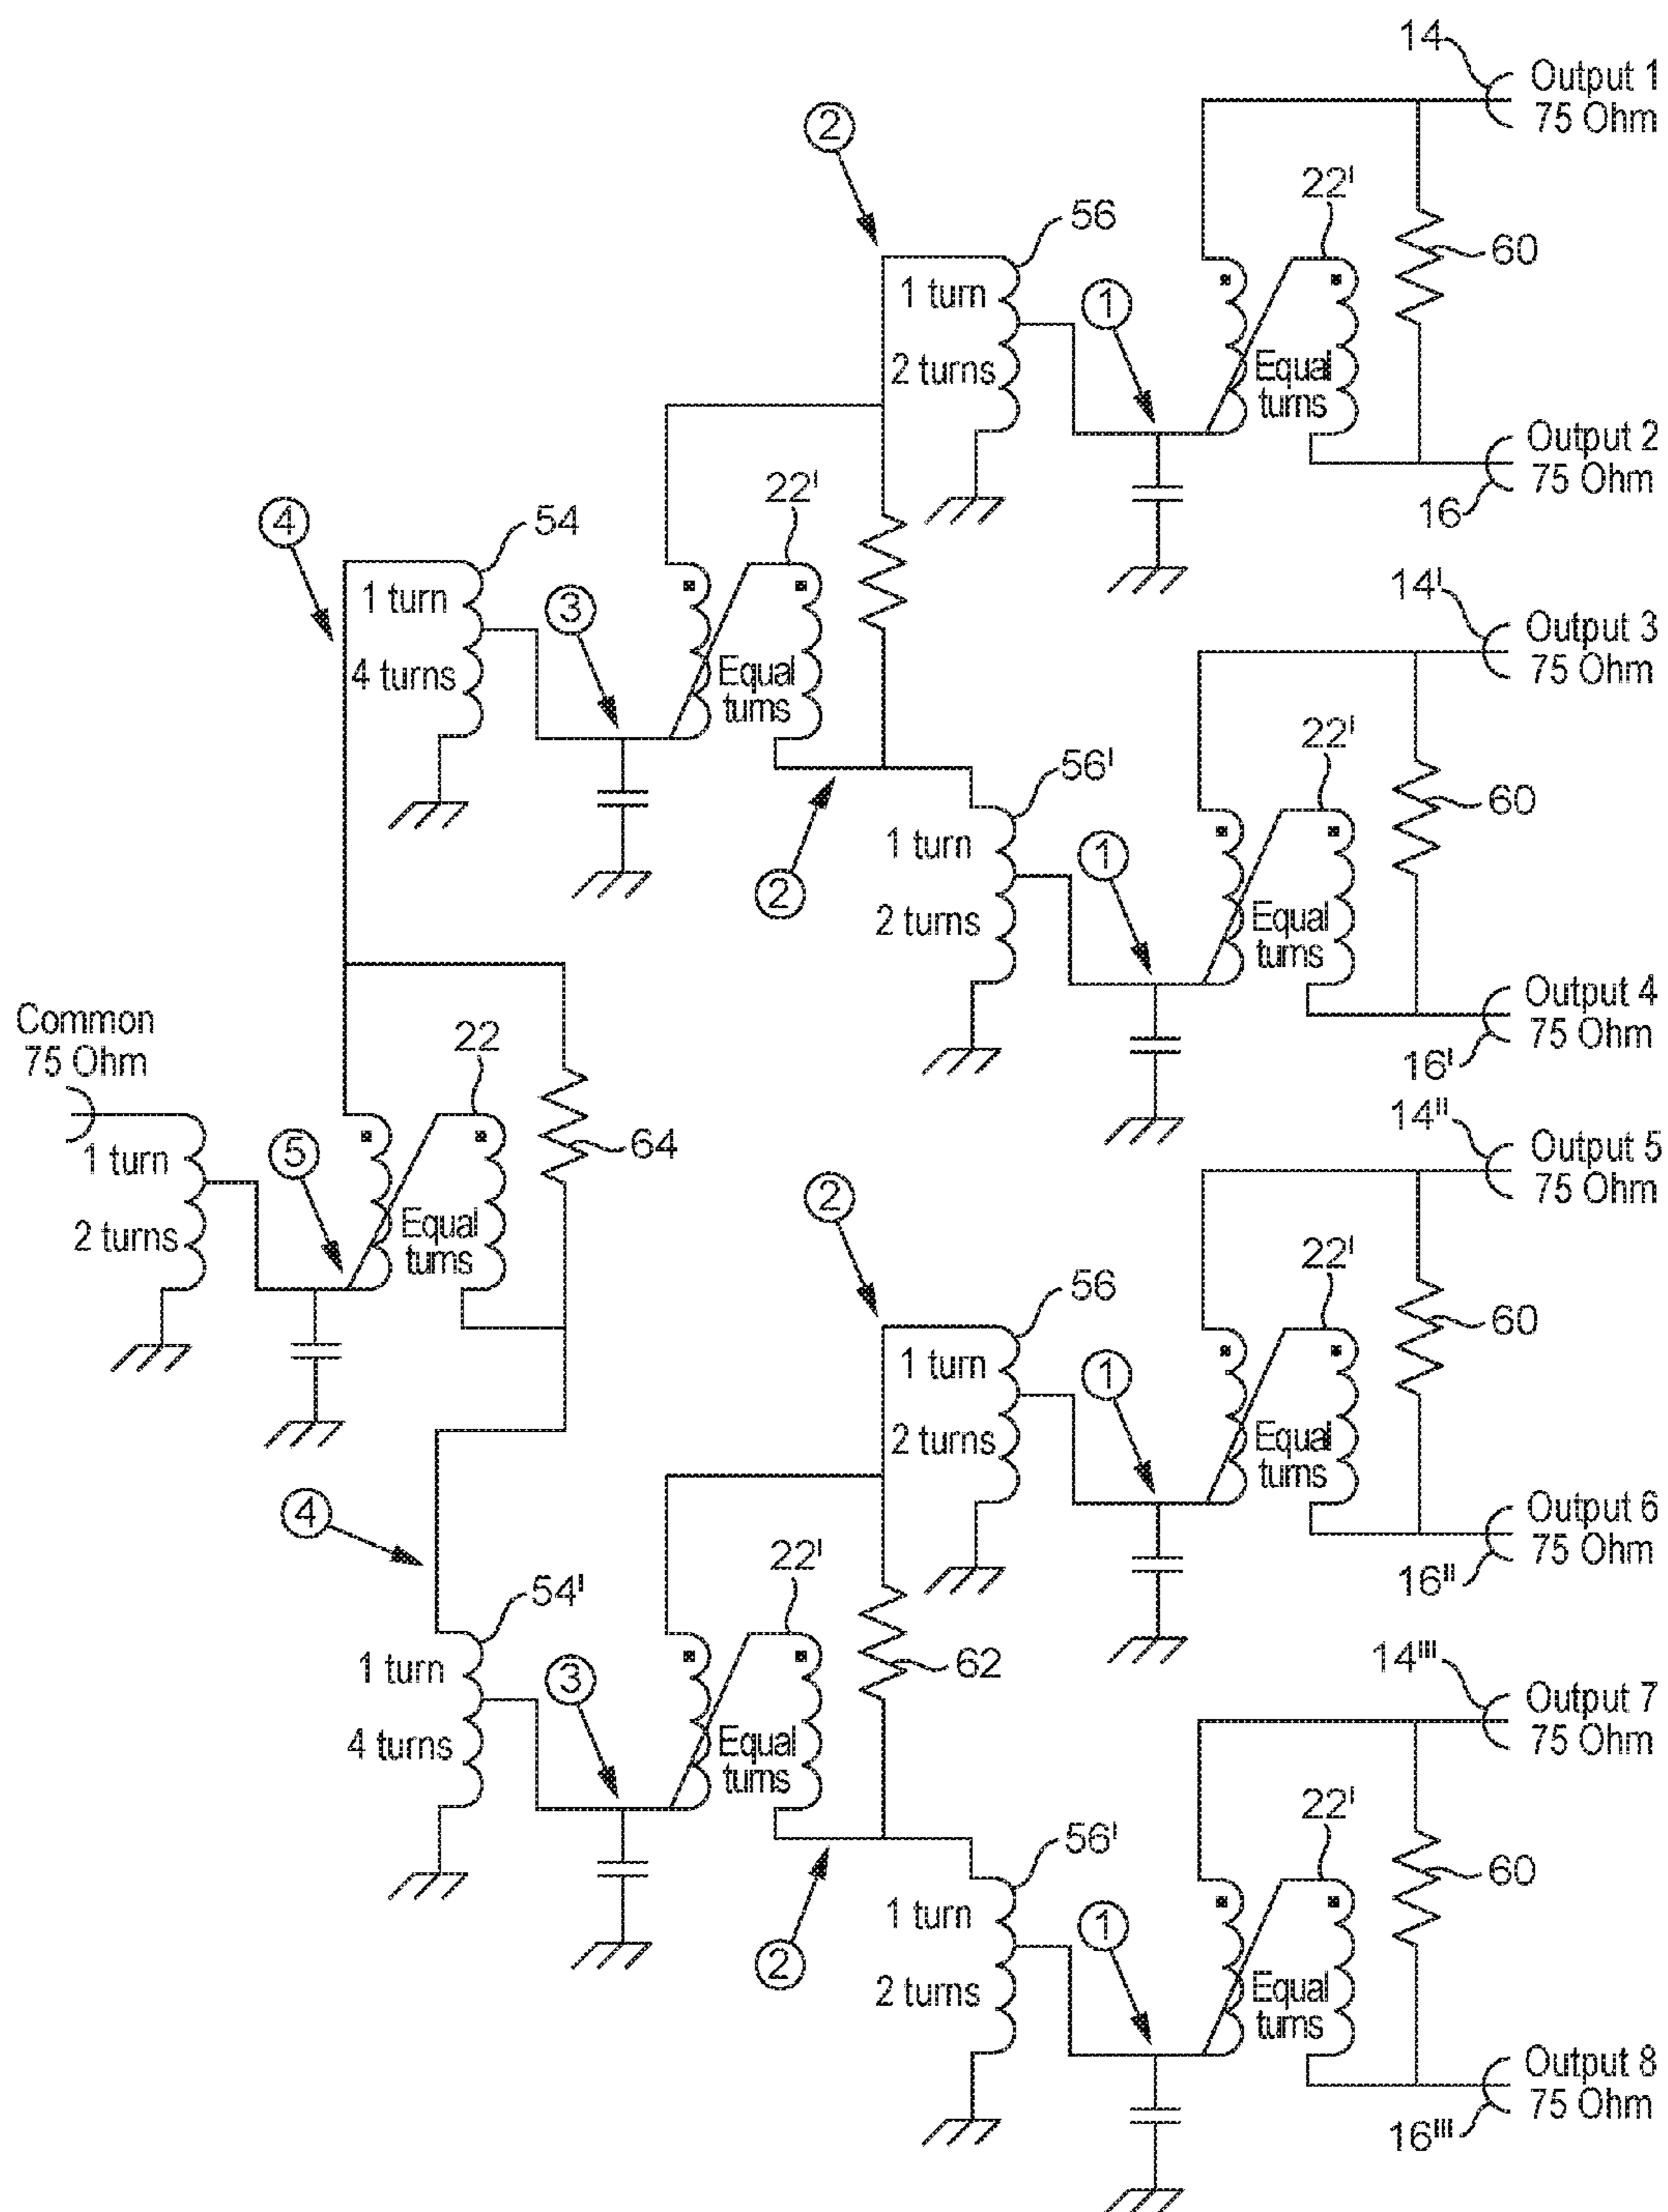 14
Output 1
75 Ohm
2
56
22'
60
1 turn
1
2 turns
Equal
turns
Output 2
75 Ohm
16
4
54
22'
1 turn
3
4 turns
Equal
turns
2
14'
Output 3
75 Ohm
56'
22'
60
1 turn
1
2 turns
Equal
turns
Output 4
75 Ohm
16'
Common
75 Ohm
22
64
1 turn
5
2 turns
Equal
turns
14''
Output 5
75 Ohm
2
56
22'
60
1 turn
1
2 turns
Equal
turns
Output 6
75 Ohm
16''
4
54'
22'
62
1 turn
3
4 turns
Equal
turns
2
14''''
Output 7
75 Ohm
56'
22'
60
1 turn
1
2 turns
Equal
turns
Output 8
75 Ohm
16'''